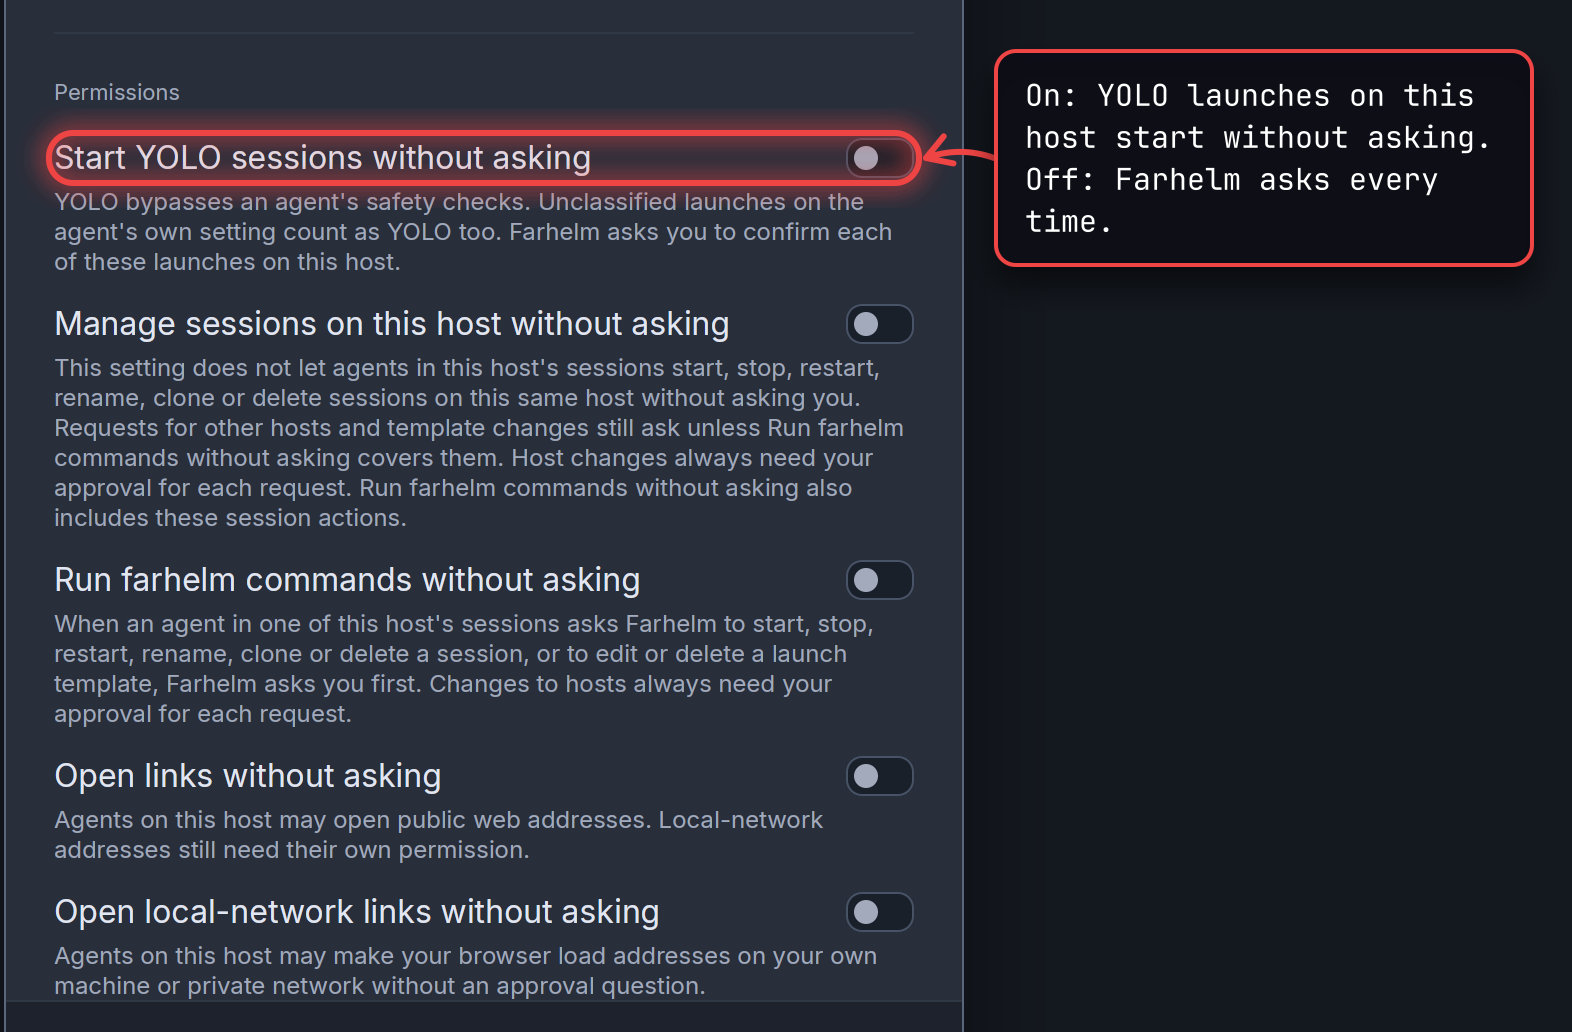 Permissions
Start YOLO sessions without asking
YOLO bypasses an agent's safety checks. Unclassified launches on the
agent's own setting count as YOLO too. Farhelm asks you to confirm each
of these launches on this host.
Manage sessions on this host without asking
This setting does not let agents in this host's sessions start, stop, restart,
rename, clone or delete sessions on this same host without asking you.
Requests for other hosts and template changes still ask unless Run farhelm
commands without asking covers them. Host changes always need your
approval for each request. Run farhelm commands without asking also
includes these session actions.
Run farhelm commands without asking
When an agent in one of this host's sessions asks Farhelm to start, stop,
restart, rename, clone or delete a session, or to edit or delete a launch
template, Farhelm asks you first. Changes to hosts always need your
approval for each request.
Open links without asking
Agents on this host may open public web addresses. Local-network
addresses still need their own permission.
Open local-network links without asking
Agents on this host may make your browser load addresses on your own
machine or private network without an approval question.
On: YOLO launches on this
host start without asking.
Off: Farhelm asks every
time.